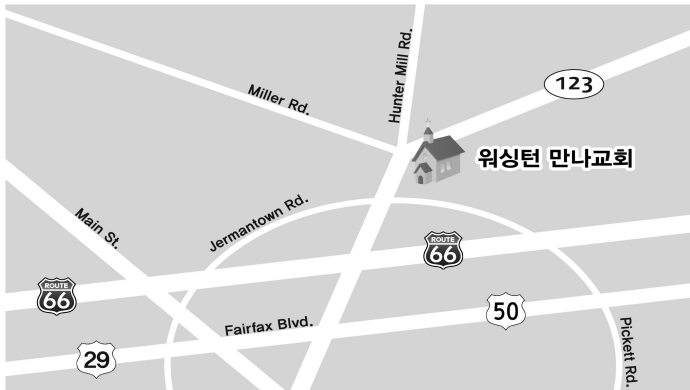 Hunter Mill Rd.
123
Miller Rd.
워싱턴 만나교회
Jermantown Rd.
Main St.
ROUTE
66
ROUTE
66
50
Fairfax Blvd.
Pickett Rd.
29